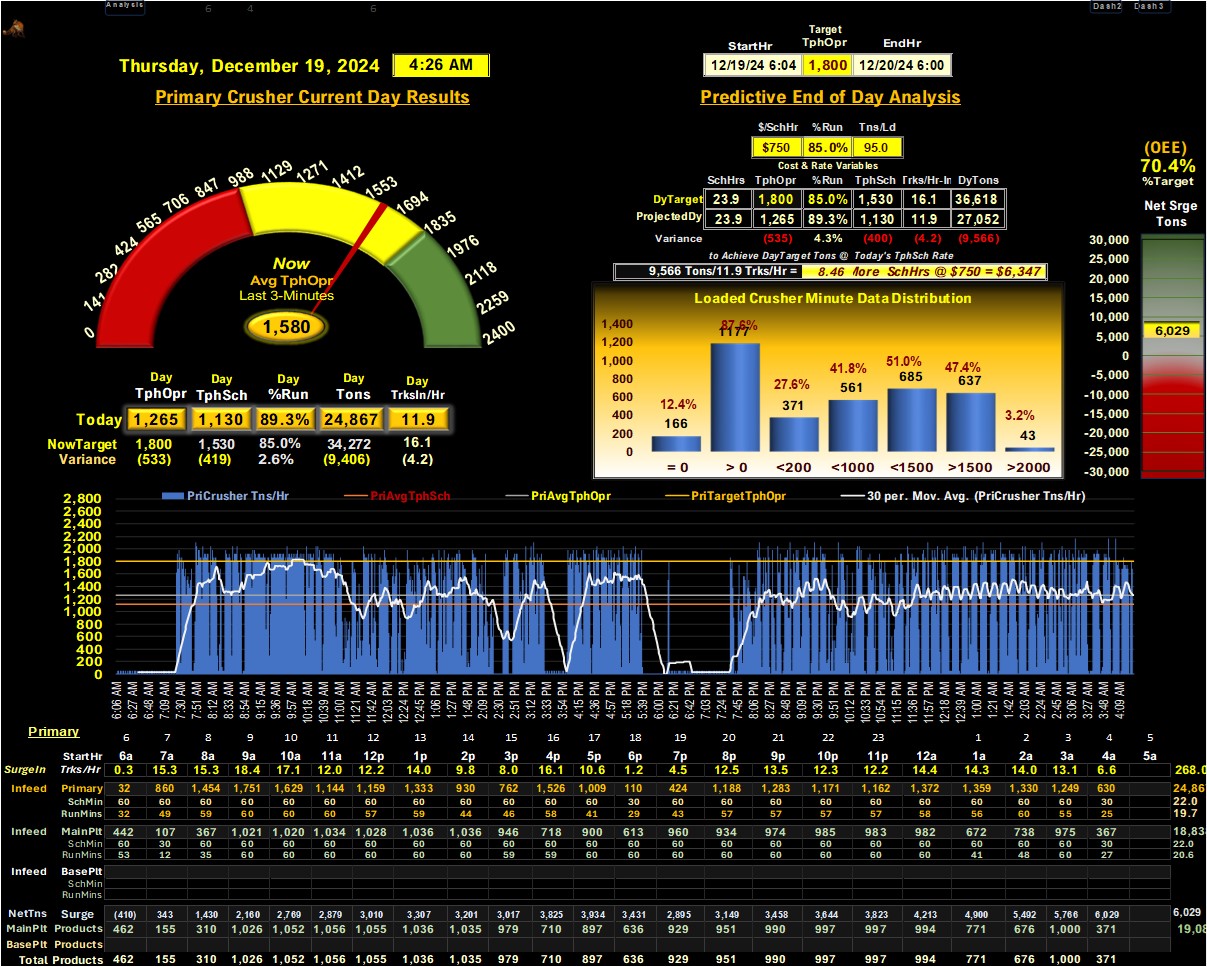 Analysis 6 4 6 Dash2 Dash3
Target
StartHr TphOpr EndHr
Thursday, December 19, 2024 4:26 AM 12/19/24 6:04 1,800 12/20/24 6:00
Primary Crusher Current Day Results Predictive End of Day Analysis
$/SchHr %Run Tns/Ld
$750 85.0% 95.0
Cost & Rate Variables
SchHrs TphOpr %Run TphSch Trks/Hr-In DyTons
DyTarget 23.9 1,800 85.0% 1,530 16.1 36,618
ProjectedDy 23.9 1,265 89.3% 1,130 11.9 27,052
Variance (535) 4.3% (400) (4.2) (9,566)
to Achieve DayTarget Tons @ Today's TphSch Rate
9,566 Tons/11.9 Trks/Hr = 8.46 More SchHrs @ $750 = $6,347
(OEE)
70.4%
%Target
Net Srge
Tons
30,000
25,000
20,000
15,000
10,000
5,000
6,029
0
-5,000
-10,000
-15,000
-20,000
-25,000
-30,000
0 141 282 424 565 706 847 988 1129 1271 1412 1553 1694 1835 1976 2118 2259 2400
Now
Avg TphOpr
Last 3-Minutes
1,580
Day Day Day Day Day
TphOpr TphSch %Run Tons TrksIn/Hr
Today 1,265 1,130 89.3% 24,867 11.9
NowTarget 1,800 1,530 85.0% 34,272 16.1
Variance (533) (419) 2.6% (9,406) (4.2)
Loaded Crusher Minute Data Distribution
1,400
1,200
1,000
800
600
400
200
0
12.4% 87.6% 27.6% 41.8% 51.0% 47.4% 3.2%
166 1177 371 561 685 637 43
= 0 > 0 <200 <1000 <1500 >1500 >2000
PriCrusher Tns/Hr PriAvgTphSch PriAvgTphOpr PriTargetTphOpr 30 per. Mov. Avg. (PriCrusher Tns/Hr)
2,800
2,600
2,400
2,200
2,000
1,800
1,600
1,400
1,200
1,000
800
600
400
200
0
6:06 AM 6:27 AM 6:48 AM 7:09 AM 7:30 AM 7:51 AM 8:12 AM 8:33 AM 8:54 AM 9:15 AM 9:36 AM 9:57 AM 10:18 AM 10:39 AM 11:00 AM 11:21 AM 11:42 AM 12:03 PM 12:24 PM 12:45 PM 1:06 PM 1:27 PM 1:48 PM 2:09 PM 2:30 PM 2:51 PM 3:12 PM 3:33 PM 3:54 PM 4:15 PM 4:36 PM 4:57 PM 5:18 PM 5:39 PM 6:00 PM 6:21 PM 6:42 PM 7:03 PM 7:24 PM 7:45 PM 8:06 PM 8:27 PM 8:48 PM 9:09 PM 9:30 PM 9:51 PM 10:12 PM 10:33 PM 10:54 PM 11:15 PM 11:36 PM 11:57 PM 12:18 AM 12:39 AM 1:00 AM 1:21 AM 1:42 AM 2:03 AM 2:24 AM 2:45 AM 3:06 AM 3:27 AM 3:48 AM 4:09 AM
Primary 6 7 8 9 10 11 12 13 14 15 16 17 18 19 20 21 22 23 1 2 3 4 5
StartHr 6a 7a 8a 9a 10a 11a 12p 1p 2p 3p 4p 5p 6p 7p 8p 9p 10p 11p 12a 1a 2a 3a 4a 5a
SurgeIn Trks/Hr 0.3 15.3 15.3 18.4 17.1 12.0 12.2 14.0 9.8 8.0 16.1 10.6 1.2 4.5 12.5 13.5 12.3 12.2 14.4 14.3 14.0 13.1 6.6 268.0
Infeed Primary 32 860 1,454 1,751 1,629 1,144 1,159 1,333 930 762 1,526 1,009 110 424 1,188 1,283 1,171 1,162 1,372 1,359 1,330 1,249 630 24,86
SchMin 60 60 60 60 60 60 60 60 60 60 60 60 60 60 60 60 60 60 60 60 60 60 30 22.0
RunMins 32 49 59 60 60 60 57 59 44 46 58 41 29 43 57 57 57 57 58 56 60 55 25 19.7
Infeed MainPlt 442 107 367 1,021 1,020 1,034 1,028 1,036 1,036 946 718 900 613 960 934 974 985 983 982 672 738 975 367 18,83
SchMin 60 30 60 60 60 60 60 60 60 60 60 60 60 60 60 60 60 60 60 60 60 60 30 22.0
RunMins 53 12 35 60 60 60 60 60 60 59 59 60 60 60 60 60 60 60 60 41 48 60 27 20.6
Infeed BasePlt
SchMin
RunMins
NetTns Surge (410) 343 1,430 2,160 2,769 2,879 3,010 3,307 3,201 3,017 3,825 3,934 3,431 2,895 3,149 3,458 3,644 3,823 4,213 4,900 5,492 5,766 6,029 6,029
MainPlt Products 462 155 310 1,026 1,052 1,056 1,055 1,036 1,035 979 710 897 636 929 951 990 997 997 994 771 676 1,000 371 19,08
BasePlt Products
Total Products 462 155 310 1,026 1,052 1,056 1,055 1,036 1,035 979 710 897 636 929 951 990 997 997 994 771 676 1,000 371